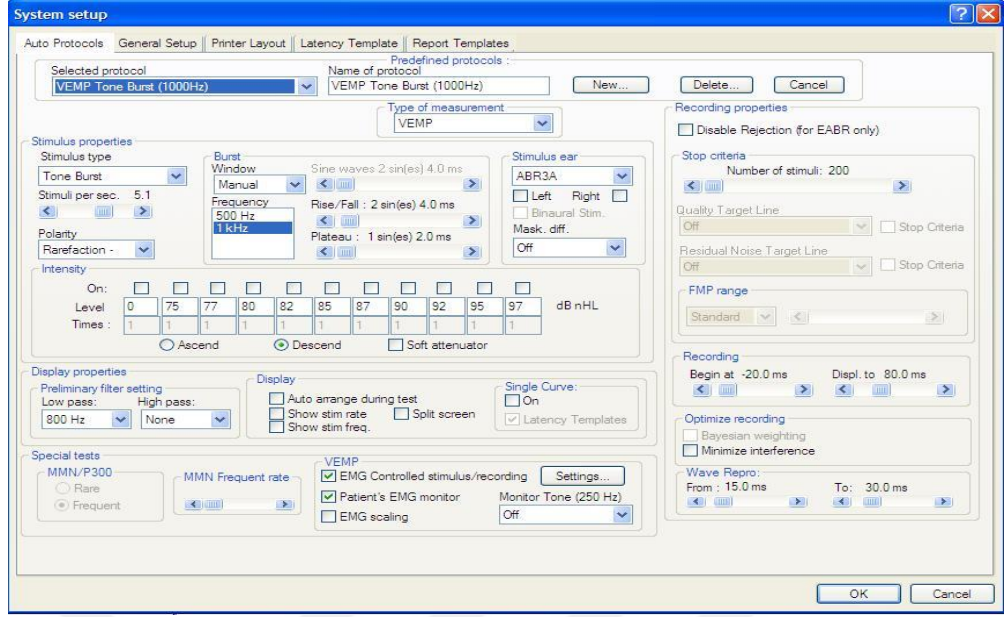 System setup
Auto Protocols General Setup Printer Layout Latency Template Report Templates
Predefined protocols :
Selected protocol
VEMP Tone Burst (1000Hz)
Name of protocol
VEMP Tone Burst (1000Hz)
New... Delete... Cancel
Type of measurement
VEMP
Stimulus properties
Stimulus type
Tone Burst
Stimuli per sec. 5.1
Polarity
Rarefaction -
Burst
Window
Manual
Frequency
500 Hz
1 kHz
Sine waves 2 sin(es) 4.0 ms
Rise/Fall : 2 sin(es) 4.0 ms
Plateau : 1 sin(es) 2.0 ms
Stimulus ear
ABR3A
Left Right
Binaural Stim.
Mask. diff.
Off
Intensity
On:
Level 0 75 77 80 82 85 87 90 92 95 97 dB nHL
Times : 1 1 1 1 1 1 1 1 1 1 1
Ascend Descend Soft attenuator
Display properties
Preliminary filter setting
Low pass: High pass:
800 Hz None
Display
Auto arrange during test
Show stim rate Split screen
Show stim freq.
Single Curve:
On
Latency Templates
Special tests
MMN/P300
Rare
Frequent
MMN Frequent rate
VEMP
EMG Controlled stimulus/recording Settings...
Patient's EMG monitor Monitor Tone (250 Hz)
EMG scaling Off
Recording properties
Disable Rejection (for EABR only)
Stop criteria
Number of stimuli: 200
Quality Target Line
Off Stop Criteria
Residual Noise Target Line
Off Stop Criteria
FMP range
Standard
Recording
Begin at -20.0 ms Displ. to 80.0 ms
Optimize recording
Bayesian weighting
Minimize interference
Wave Repro:
From : 15.0 ms To: 30.0 ms
OK Cancel